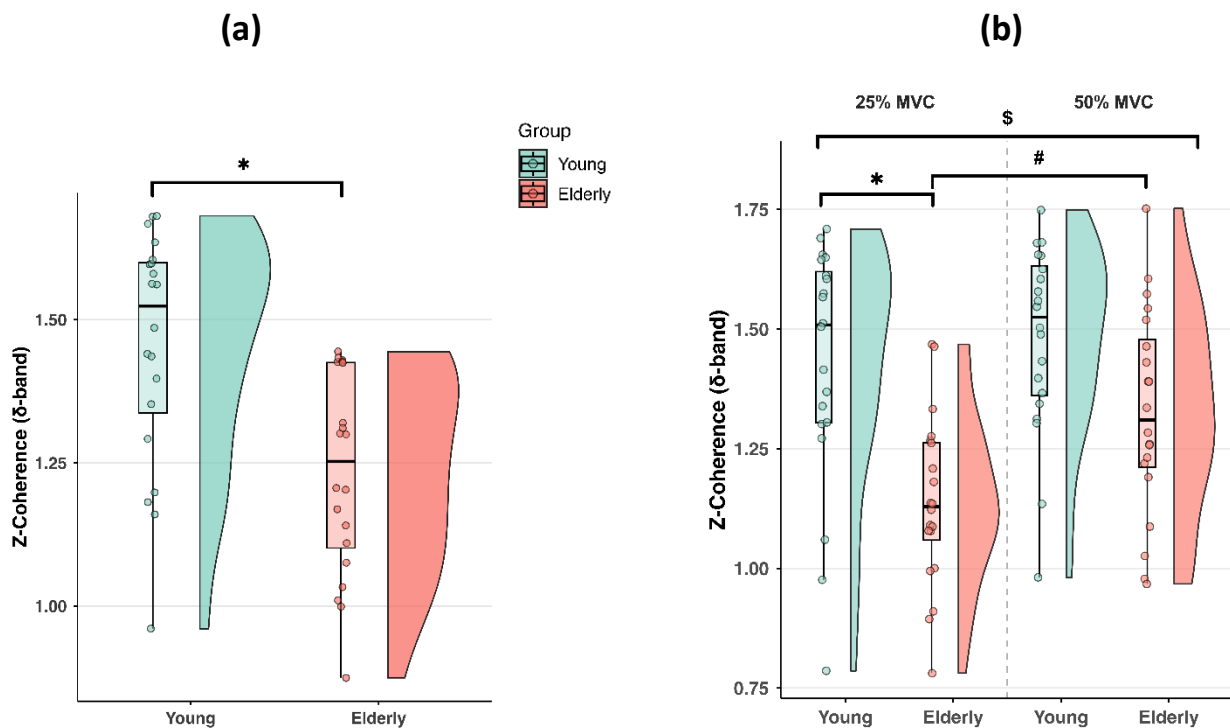 (a)
Group
Young
Elderly
*
Z-Coherence (δ-band)
1.50
1.25
1.00
Young
Elderly
(b)
25% MVC
50% MVC
$
#
*
Z-Coherence (δ-band)
1.75
1.50
1.25
1.00
0.75
Young
Elderly
Young
Elderly